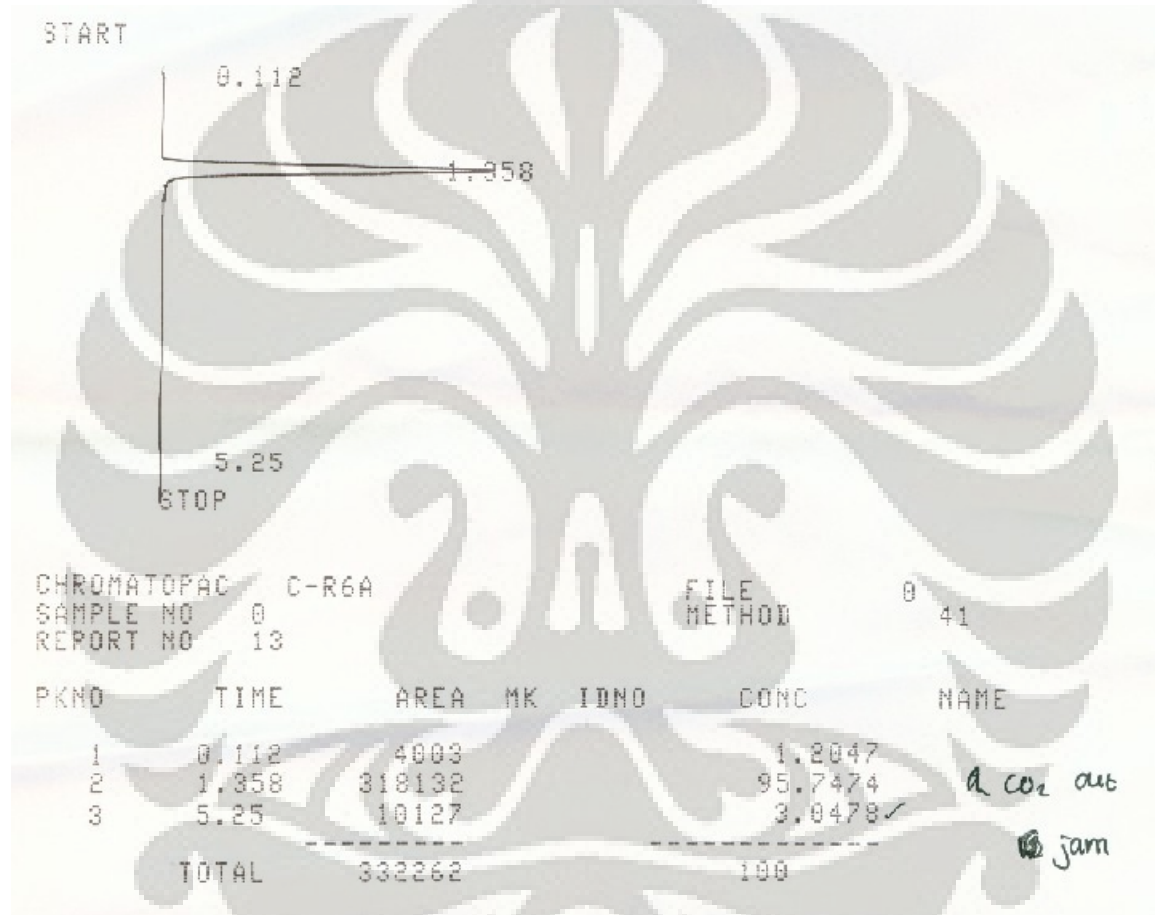 START
0.112
1.358
5.25
STOP
CHROMATOPAC C-R6A FILE 0
SAMPLE NO 0 METHOD 41
REPORT NO 13
PKNO TIME AREA MK IDNO CONC NAME
1 0.112 4003 1.2047
2 1.358 318132 95.7474 CO2 out
3 5.25 10127 3.0478✓
jam
TOTAL 332262 100